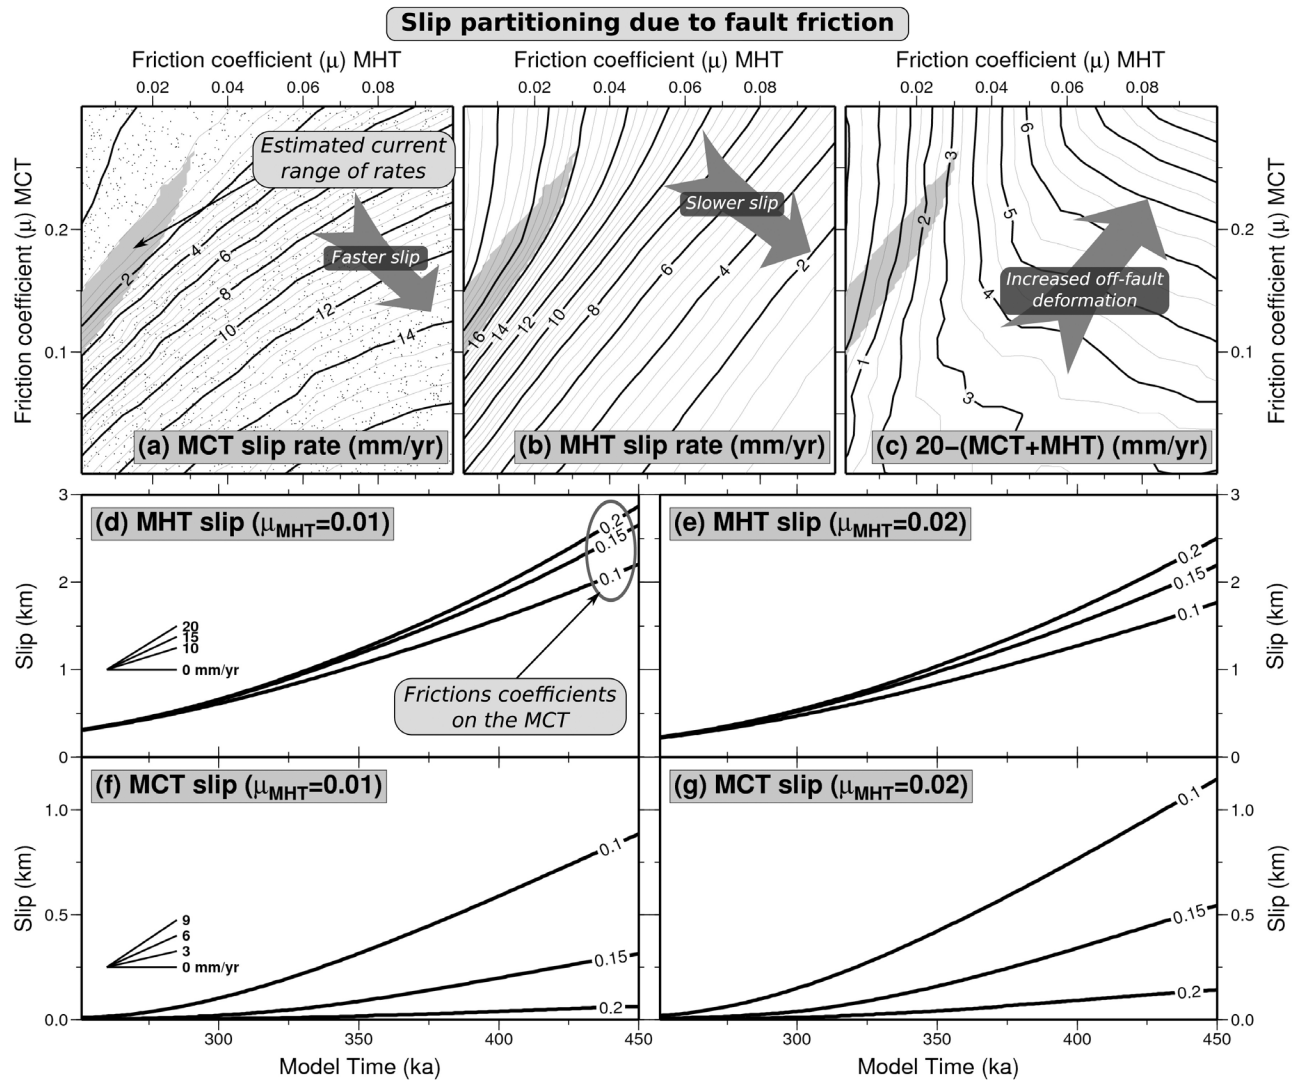 Slip partitioning due to fault friction
Friction coefficient (μ) MHT
Friction coefficient (μ) MHT
Friction coefficient (μ) MHT
0.02 0.04 0.06 0.08
0.02 0.04 0.06 0.08
0.02 0.04 0.06 0.08
Friction coefficient (μ) MCT
0.2
0.1
Estimated current
range of rates
Faster slip
2
4
6
8
10
12
14
(a) MCT slip rate (mm/yr)
Slower slip
16
14
12
10
8
6
4
2
(b) MHT slip rate (mm/yr)
6
3
5
2
4
1
3
Increased off-fault
deformation
(c) 20−(MCT+MHT) (mm/yr)
0.2
0.1
Friction coefficient (μ) MCT
3
2
1
0
Slip (km)
(d) MHT slip (μMHT=0.01)
0.2
0.15
0.1
20
15
10
0 mm/yr
Frictions coefficients
on the MCT
(e) MHT slip (μMHT=0.02)
0.2
0.15
0.1
3
2
1
0
Slip (km)
(f) MCT slip (μMHT=0.01)
1.0
0.5
0.0
Slip (km)
0.1
0.15
0.2
9
6
3
0 mm/yr
(g) MCT slip (μMHT=0.02)
0.1
0.15
0.2
1.0
0.5
0.0
Slip (km)
300 350 400 450
300 350 400 450
Model Time (ka)
Model Time (ka)